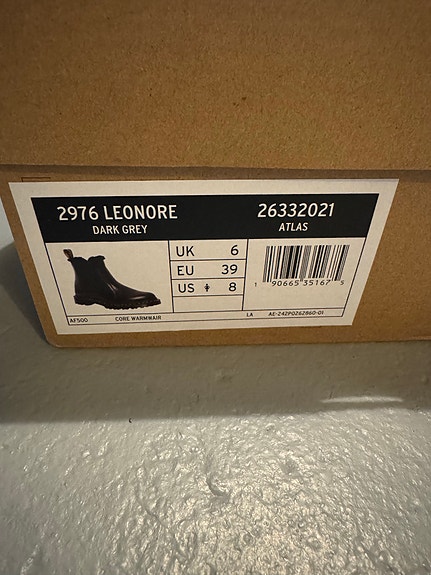 2976 LEONORE
DARK GREY
26332021
ATLAS
UK 6
EU 39
US 8
1 90665 35167 5
AF500 CORE WARMWAIR LA AE-24ZP0262860-01